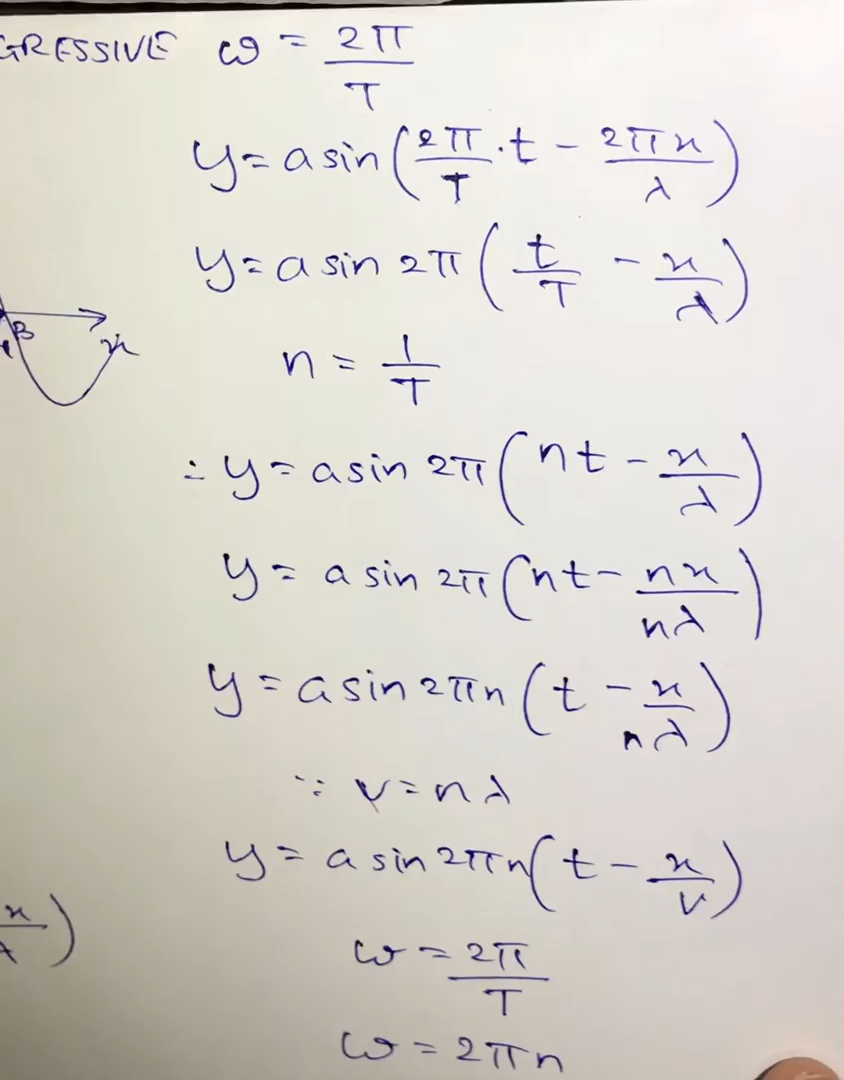 GRESSIVE ω = 2π/T
y = a sin (2π/T · t − 2πx/λ)
y = a sin 2π (t/T − x/λ)
B
x
n = 1/T
∴ y = a sin 2π (nt − x/λ)
y = a sin 2π (nt − nx/nλ)
y = a sin 2πn (t − x/nλ)
∵ v = nλ
y = a sin 2πn (t − x/v)
x/λ)
ω = 2π/T
ω = 2πn